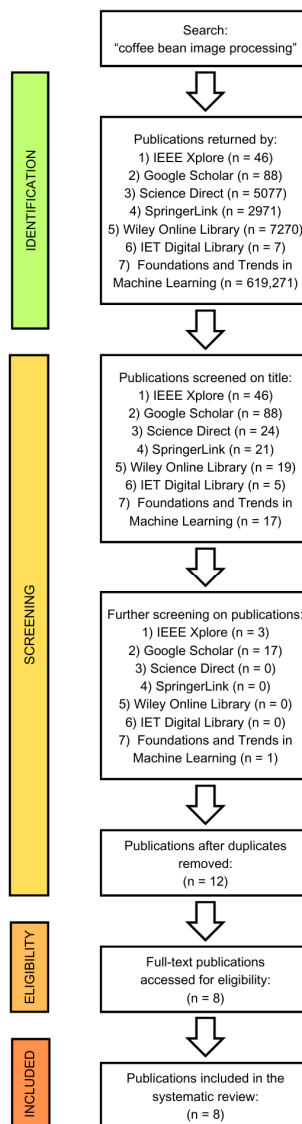 Search:
“coffee bean image processing”
IDENTIFICATION
Publications returned by:
1) IEEE Xplore (n = 46)
2) Google Scholar (n = 88)
3) Science Direct (n = 5077)
4) SpringerLink (n = 2971)
5) Wiley Online Library (n = 7270)
6) IET Digital Library (n = 7)
7) Foundations and Trends in
Machine Learning (n = 619,271)
SCREENING
Publications screened on title:
1) IEEE Xplore (n = 46)
2) Google Scholar (n = 88)
3) Science Direct (n = 24)
4) SpringerLink (n = 21)
5) Wiley Online Library (n = 19)
6) IET Digital Library (n = 5)
7) Foundations and Trends in
Machine Learning (n = 17)
Further screening on publications:
1) IEEE Xplore (n = 3)
2) Google Scholar (n = 17)
3) Science Direct (n = 0)
4) SpringerLink (n = 0)
5) Wiley Online Library (n = 0)
6) IET Digital Library (n = 0)
7) Foundations and Trends in
Machine Learning (n = 1)
Publications after duplicates
removed:
(n = 12)
ELIGIBILITY
Full-text publications
accessed for eligibility:
(n = 8)
INCLUDED
Publications included in the
systematic review:
(n = 8)